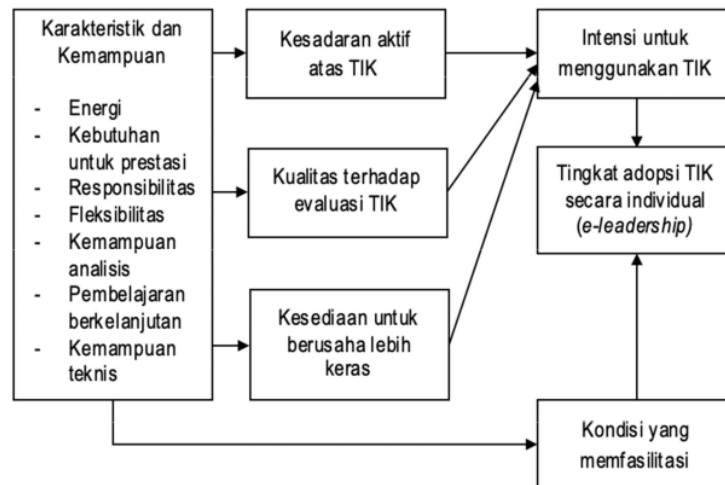 Karakteristik dan
Kemampuan
- Energi
- Kebutuhan
untuk prestasi
- Responsibilitas
- Fleksibilitas
- Kemampuan
analisis
- Pembelajaran
berkelanjutan
- Kemampuan
teknis
Kesadaran aktif
atas TIK
Kualitas terhadap
evaluasi TIK
Kesediaan untuk
berusaha lebih
keras
Intensi untuk
menggunakan TIK
Tingkat adopsi TIK
secara individual
(e-leadership)
Kondisi yang
memfasilitasi